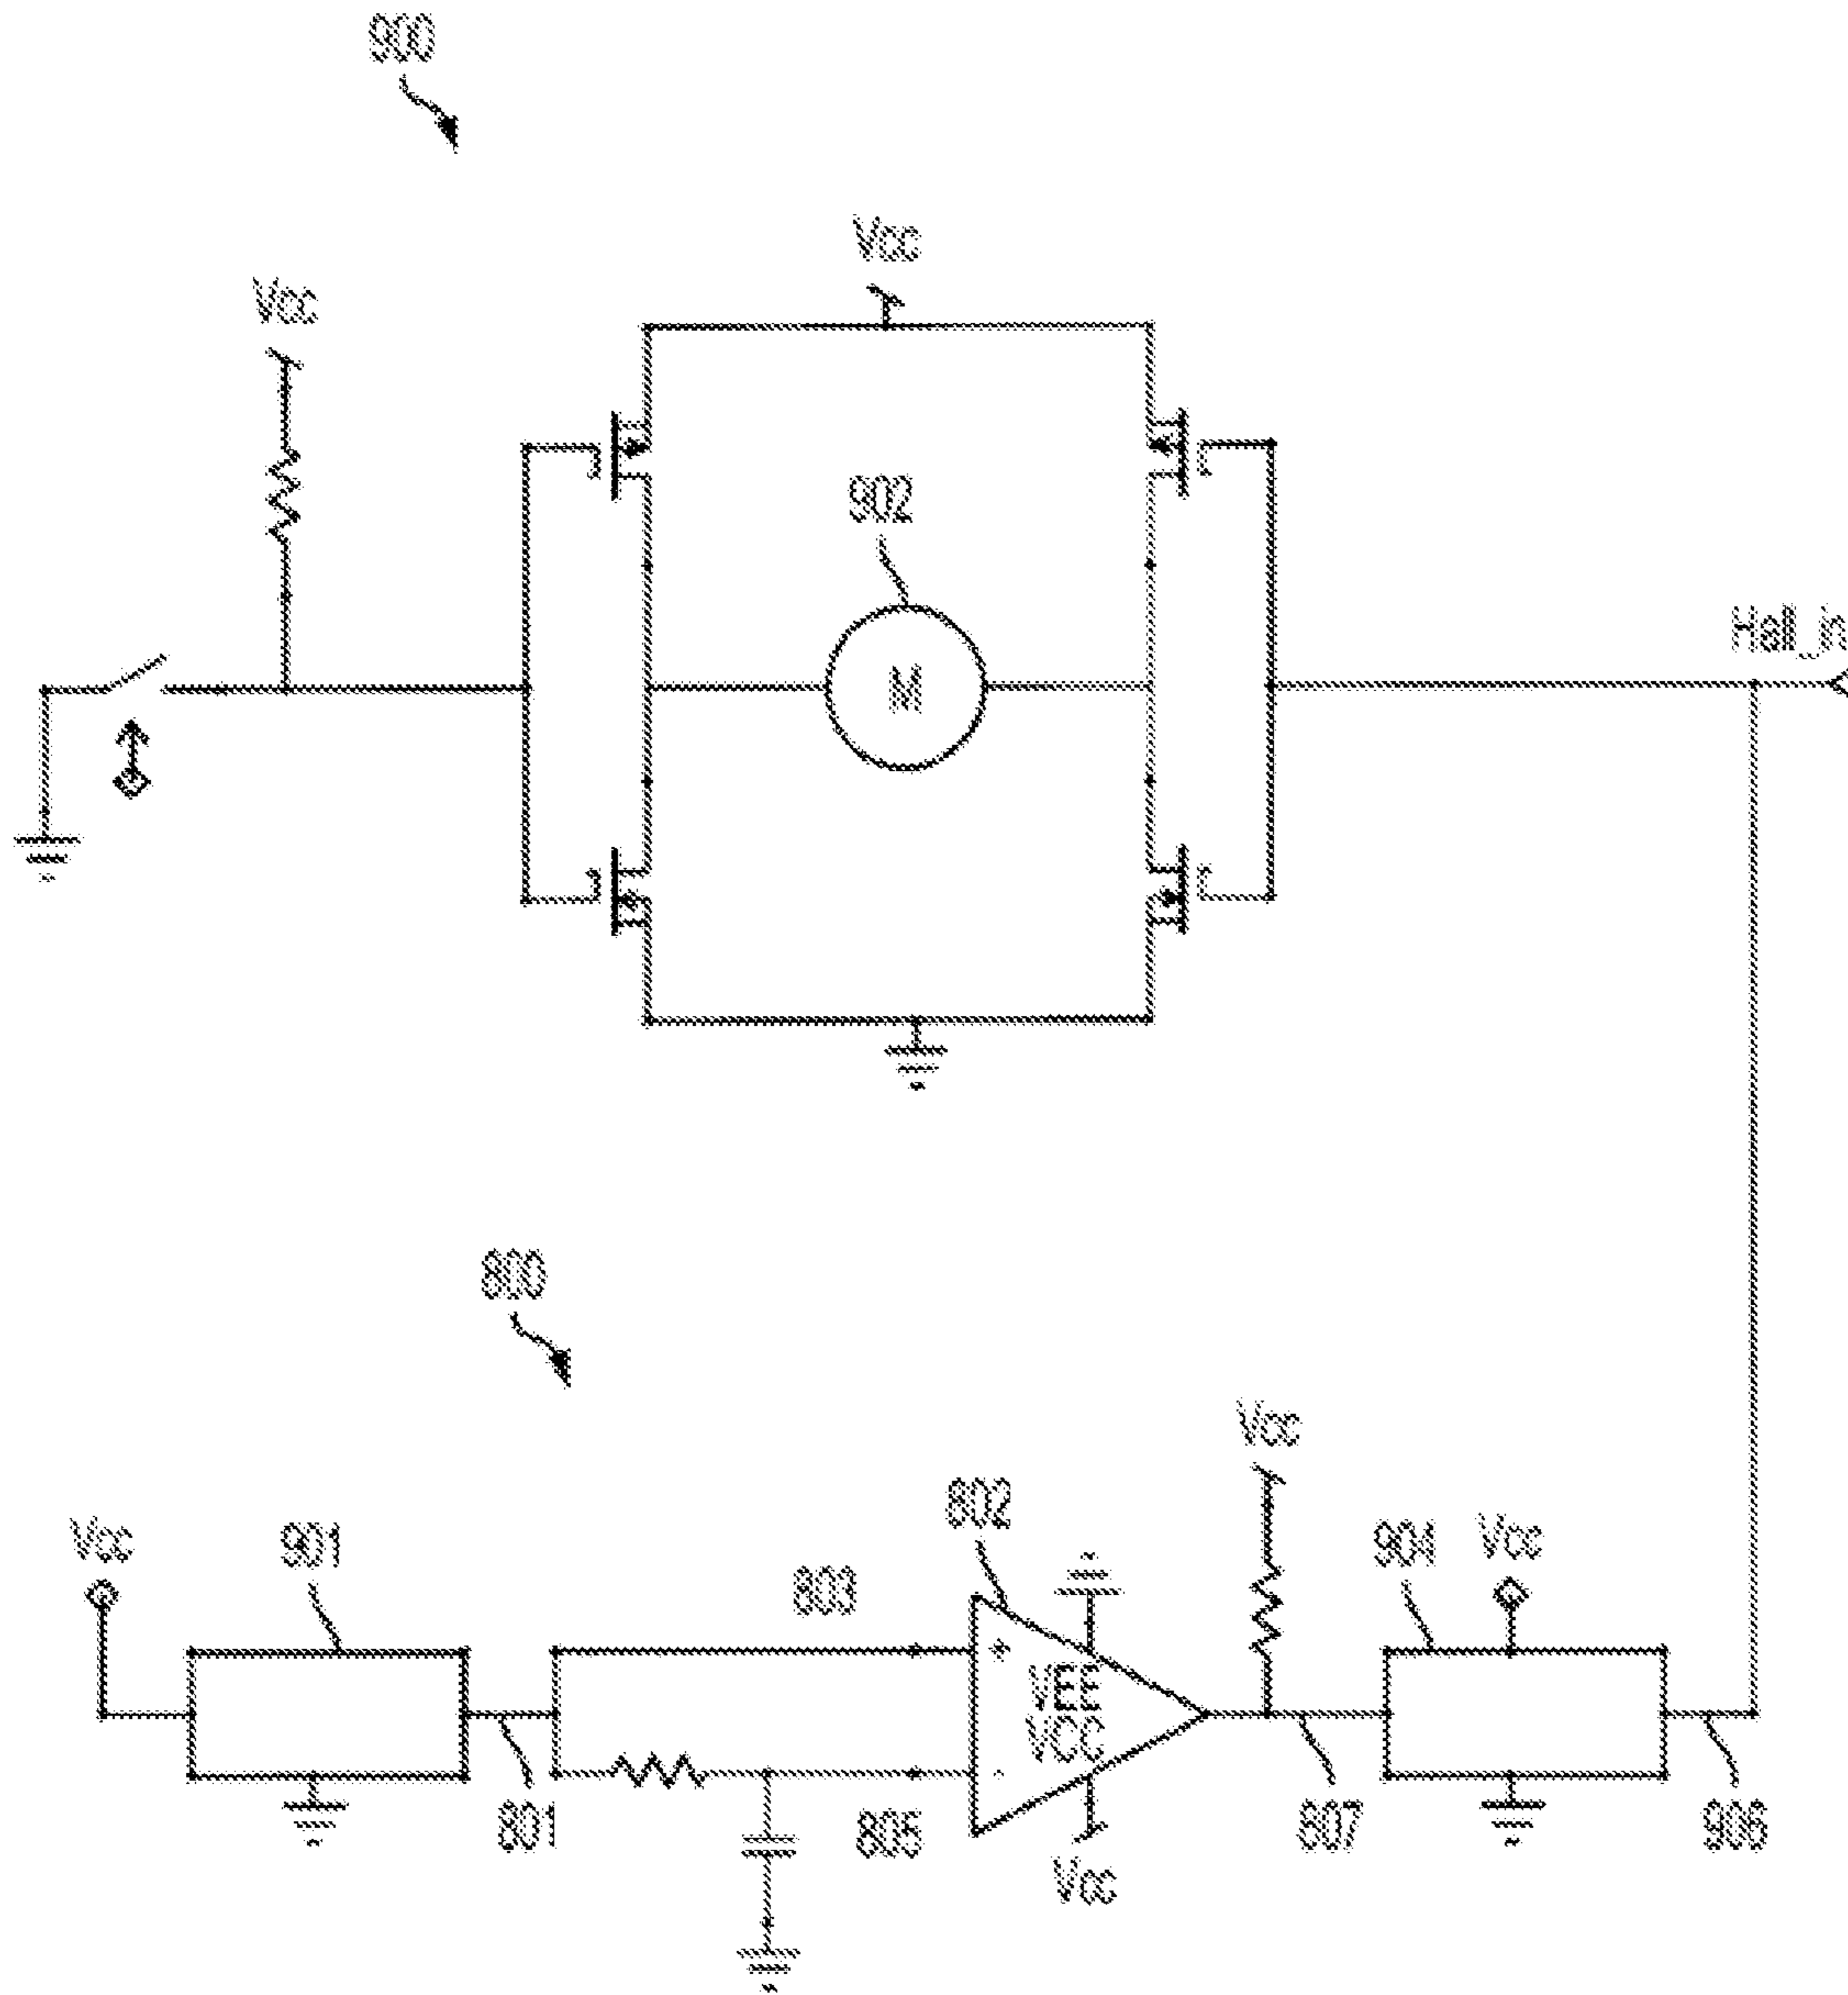 900
Vcc
Vcc
902
M
Hall_in
800
Vcc
802
Vcc
901
803
904
Vcc
+
VEE
VCC
-
801
805
Vcc
807
906